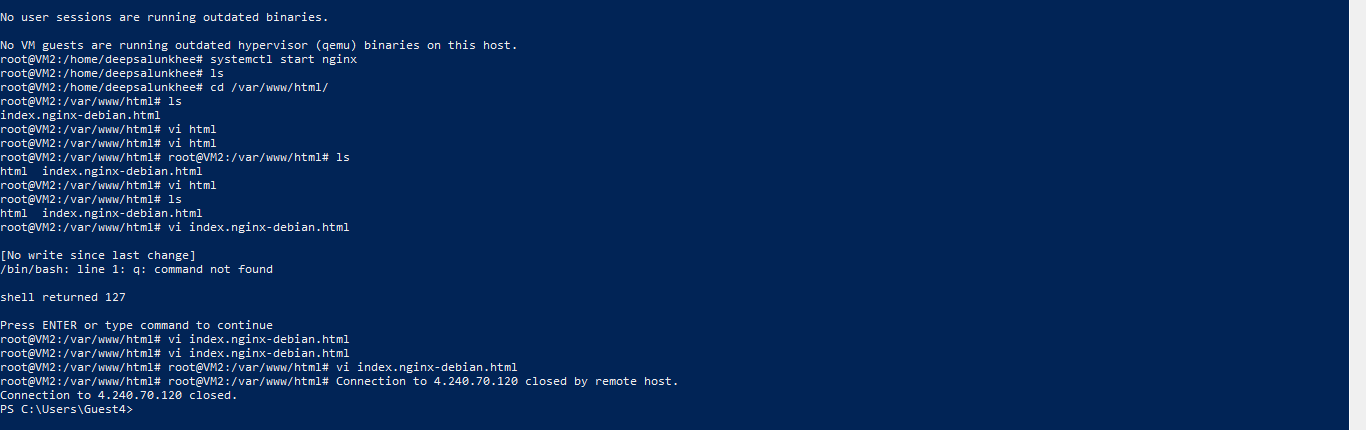 No user sessions are running outdated binaries.
No VM guests are running outdated hypervisor (qemu) binaries on this host.
root@VM2:/home/deepsalunkhee# systemctl start nginx
root@VM2:/home/deepsalunkhee# ls
root@VM2:/home/deepsalunkhee# cd /var/www/html/
root@VM2:/var/www/html# ls
index.nginx-debian.html
root@VM2:/var/www/html# vi html
root@VM2:/var/www/html# vi html
root@VM2:/var/www/html# root@VM2:/var/www/html# ls
html  index.nginx-debian.html
root@VM2:/var/www/html# vi html
root@VM2:/var/www/html# ls
html  index.nginx-debian.html
root@VM2:/var/www/html# vi index.nginx-debian.html
[No write since last change]
/bin/bash: line 1: q: command not found
shell returned 127
Press ENTER or type command to continue
root@VM2:/var/www/html# vi index.nginx-debian.html
root@VM2:/var/www/html# vi index.nginx-debian.html
root@VM2:/var/www/html# root@VM2:/var/www/html# vi index.nginx-debian.html
root@VM2:/var/www/html# root@VM2:/var/www/html# Connection to 4.240.70.120 closed by remote host.
Connection to 4.240.70.120 closed.
PS C:\Users\Guest4>